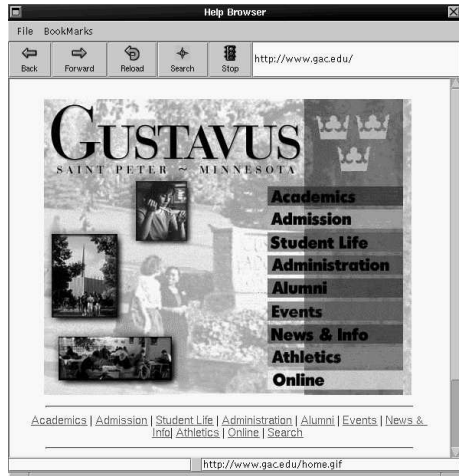 Help Browser
File BookMarks
Back Forward Reload Search Stop http://www.gac.edu/
GUSTAVUS
SAINT PETER ~ MINNESOTA
Academics
Admission
Student Life
Administration
Alumni
Events
News & Info
Athletics
Online
Academics | Admission | Student Life | Administration | Alumni | Events | News &
Info| Athletics | Online | Search
http://www.gac.edu/home.gif